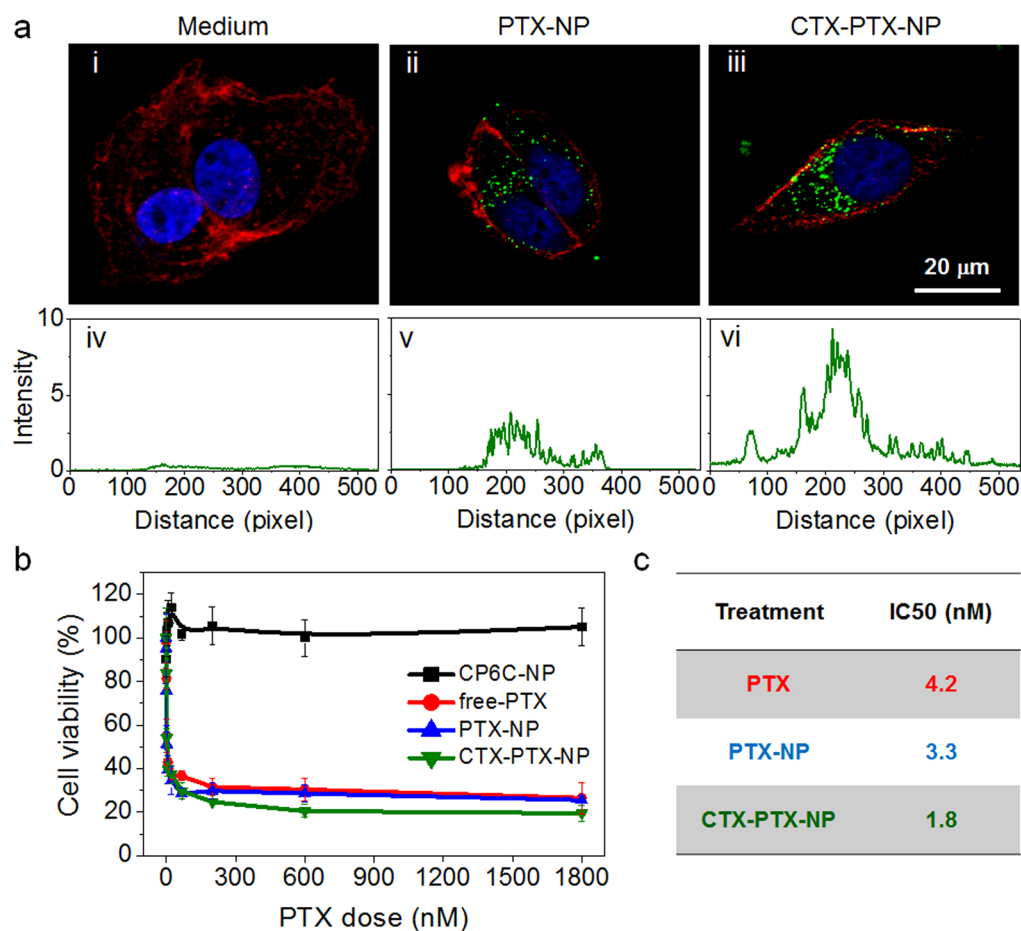 a
Medium PTX-NP CTX-PTX-NP
i ii iii
20 μm
iv v vi
10
5
0
Intensity
0 100 200 300 400 500 0 100 200 300 400 500 0 100 200 300 400 500
Distance (pixel) Distance (pixel) Distance (pixel)
b
120
100
80
60
40
20
0
Cell viability (%)
CP6C-NP
free-PTX
PTX-NP
CTX-PTX-NP
0 300 600 900 1200 1500 1800
PTX dose (nM)
c
Treatment IC50 (nM)
PTX 4.2
PTX-NP 3.3
CTX-PTX-NP 1.8